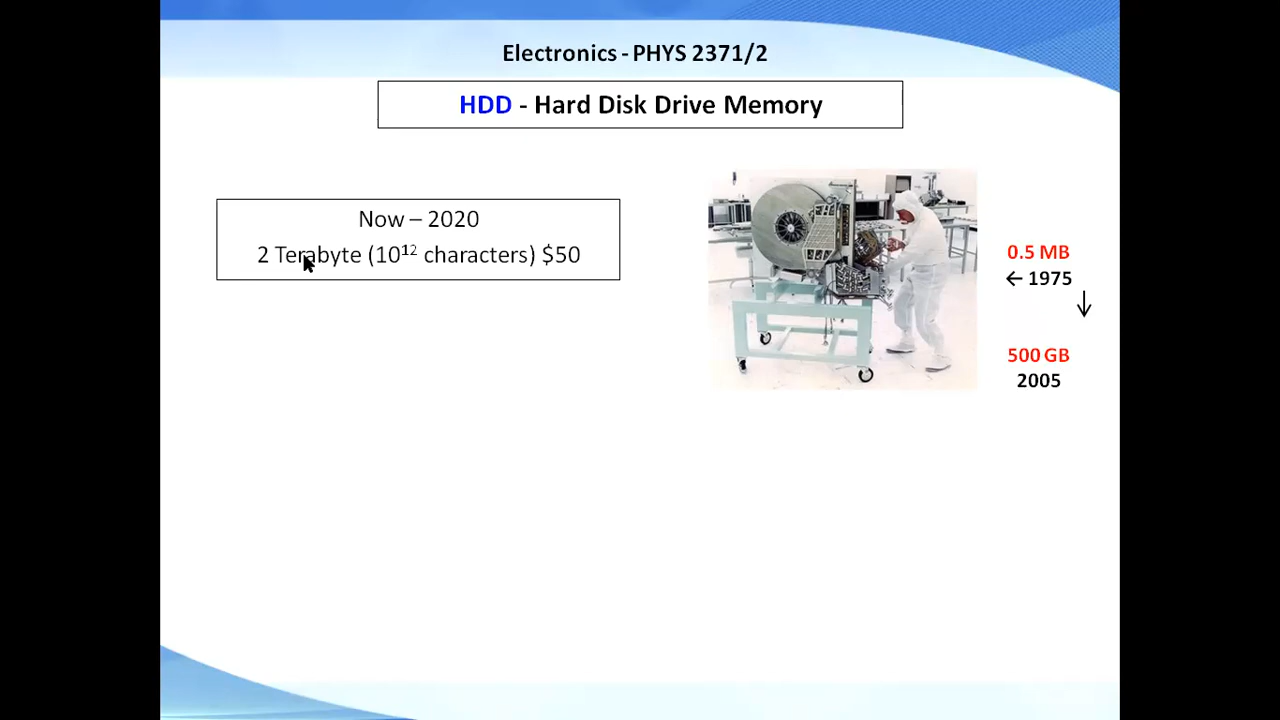 Electronics - PHYS 2371/2
HDD - Hard Disk Drive Memory
Now – 2020
2 Terabyte (10¹² characters) $50
0.5 MB
← 1975
↓
500 GB
2005